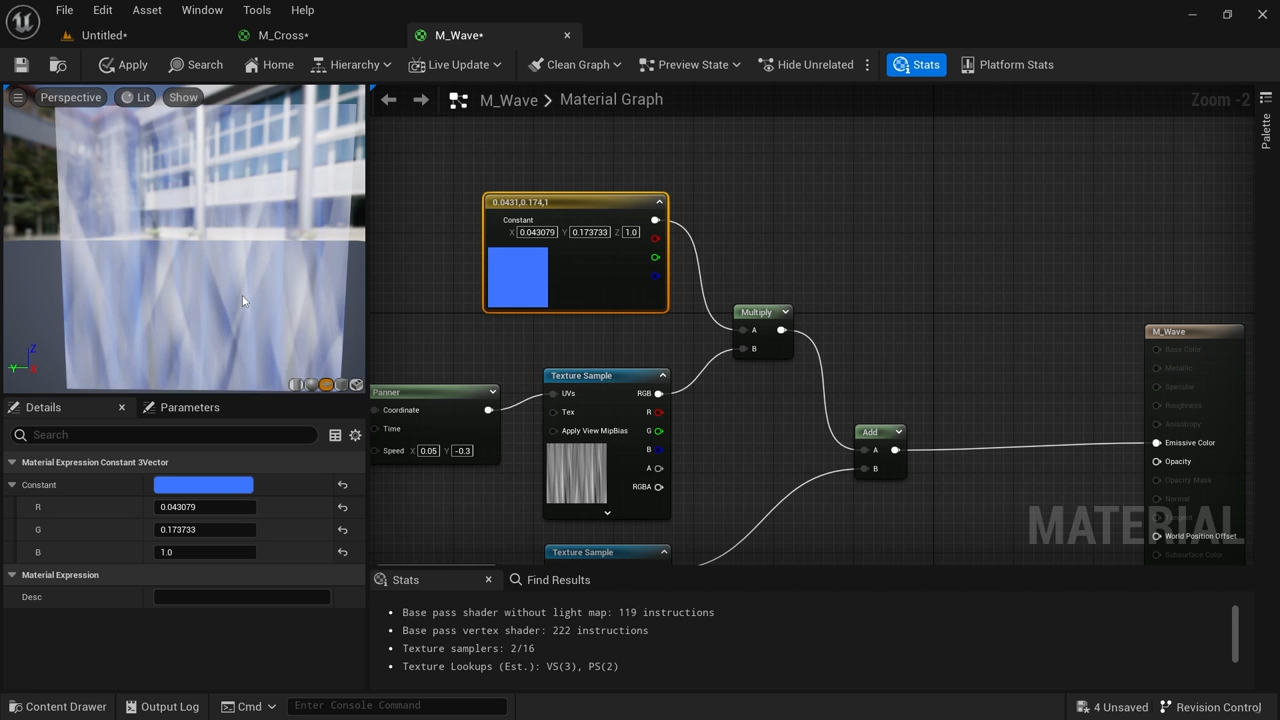 File Edit Asset Window Tools Help
Untitled* M_Cross* M_Wave*
Apply Search Home Hierarchy Live Update Clean Graph Preview State Hide Unrelated Stats Platform Stats
Perspective Lit Show
M_Wave > Material Graph Zoom -2
Palette
0.0431,0.174,1
Constant
X 0.043079 Y 0.173733 Z 1.0
Multiply
A
B
Texture Sample
UVs RGB
Tex R
Apply View MipBias G
B
A
RGBA
Panner
Coordinate
Time
Speed X 0.05 Y -0.3
Texture Sample
Add
A
B
M_Wave
Base Color
Metallic
Specular
Roughness
Anisotropy
Emissive Color
Opacity
Opacity Mask
Normal
World Position Offset
Subsurface Color
MATERIAL
Z
Y
X
Details Parameters
Search
Material Expression Constant 3Vector
Constant
R 0.043079
G 0.173733
B 1.0
Material Expression
Desc
Stats Find Results
• Base pass shader without light map: 119 instructions
• Base pass vertex shader: 222 instructions
• Texture samplers: 2/16
• Texture Lookups (Est.): VS(3), PS(2)
Content Drawer Output Log Cmd Enter Console Command 4 Unsaved Revision Control